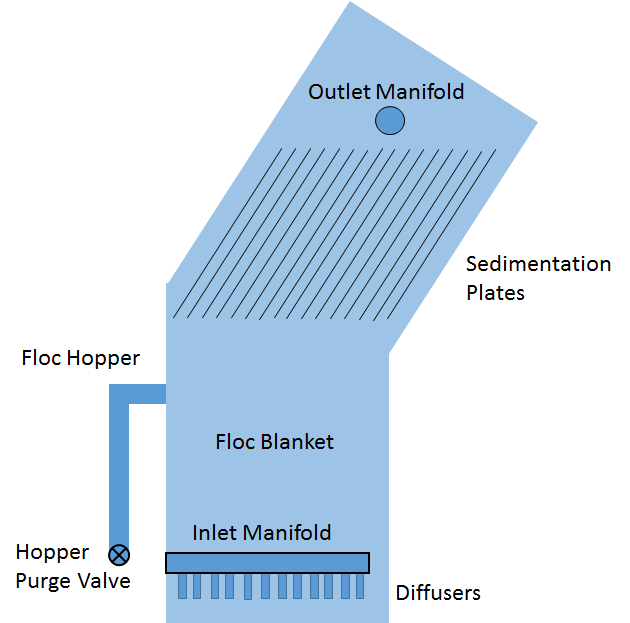 Outlet Manifold
Sedimentation
Plates
Floc Hopper
Floc Blanket
Inlet Manifold
Hopper
Purge Valve
Diffusers